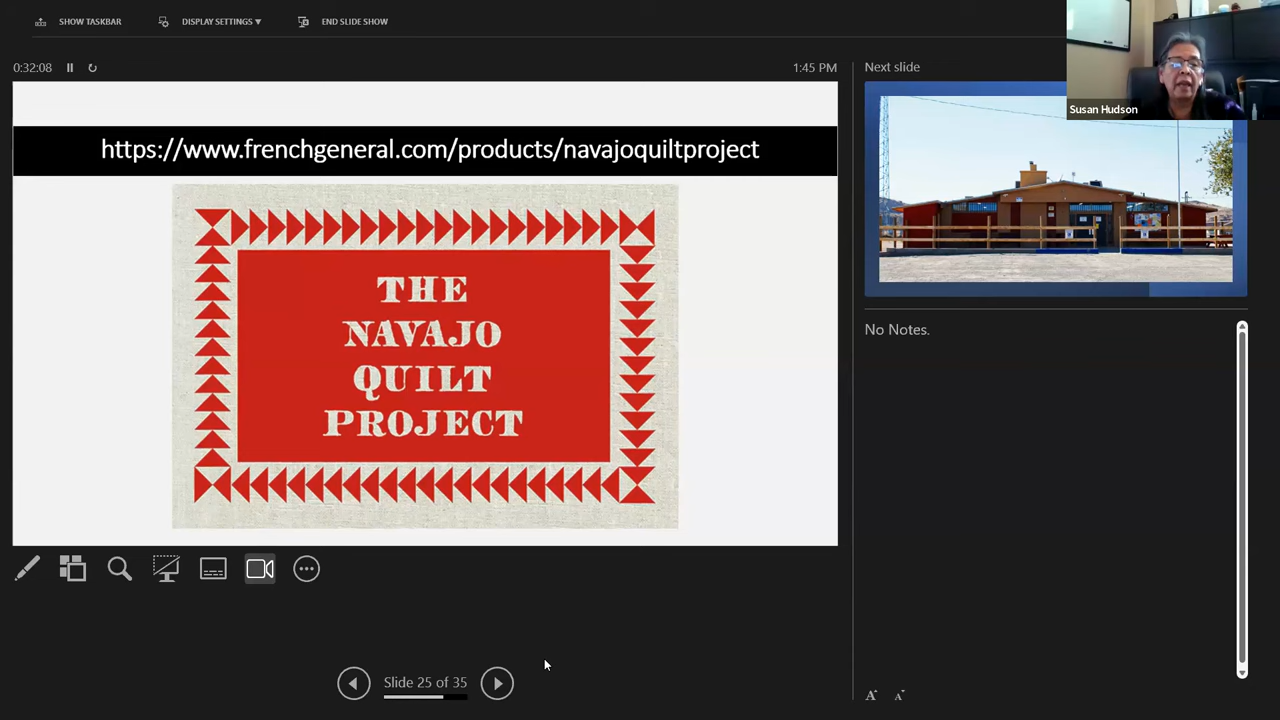 SHOW TASKBAR
DISPLAY SETTINGS
END SLIDE SHOW
0:32:08
1:45 PM
https://www.frenchgeneral.com/products/navajoquiltproject
THE
NAVAJO
QUILT
PROJECT
Slide 25 of 35
Next slide
Susan Hudson
No Notes.
A
A